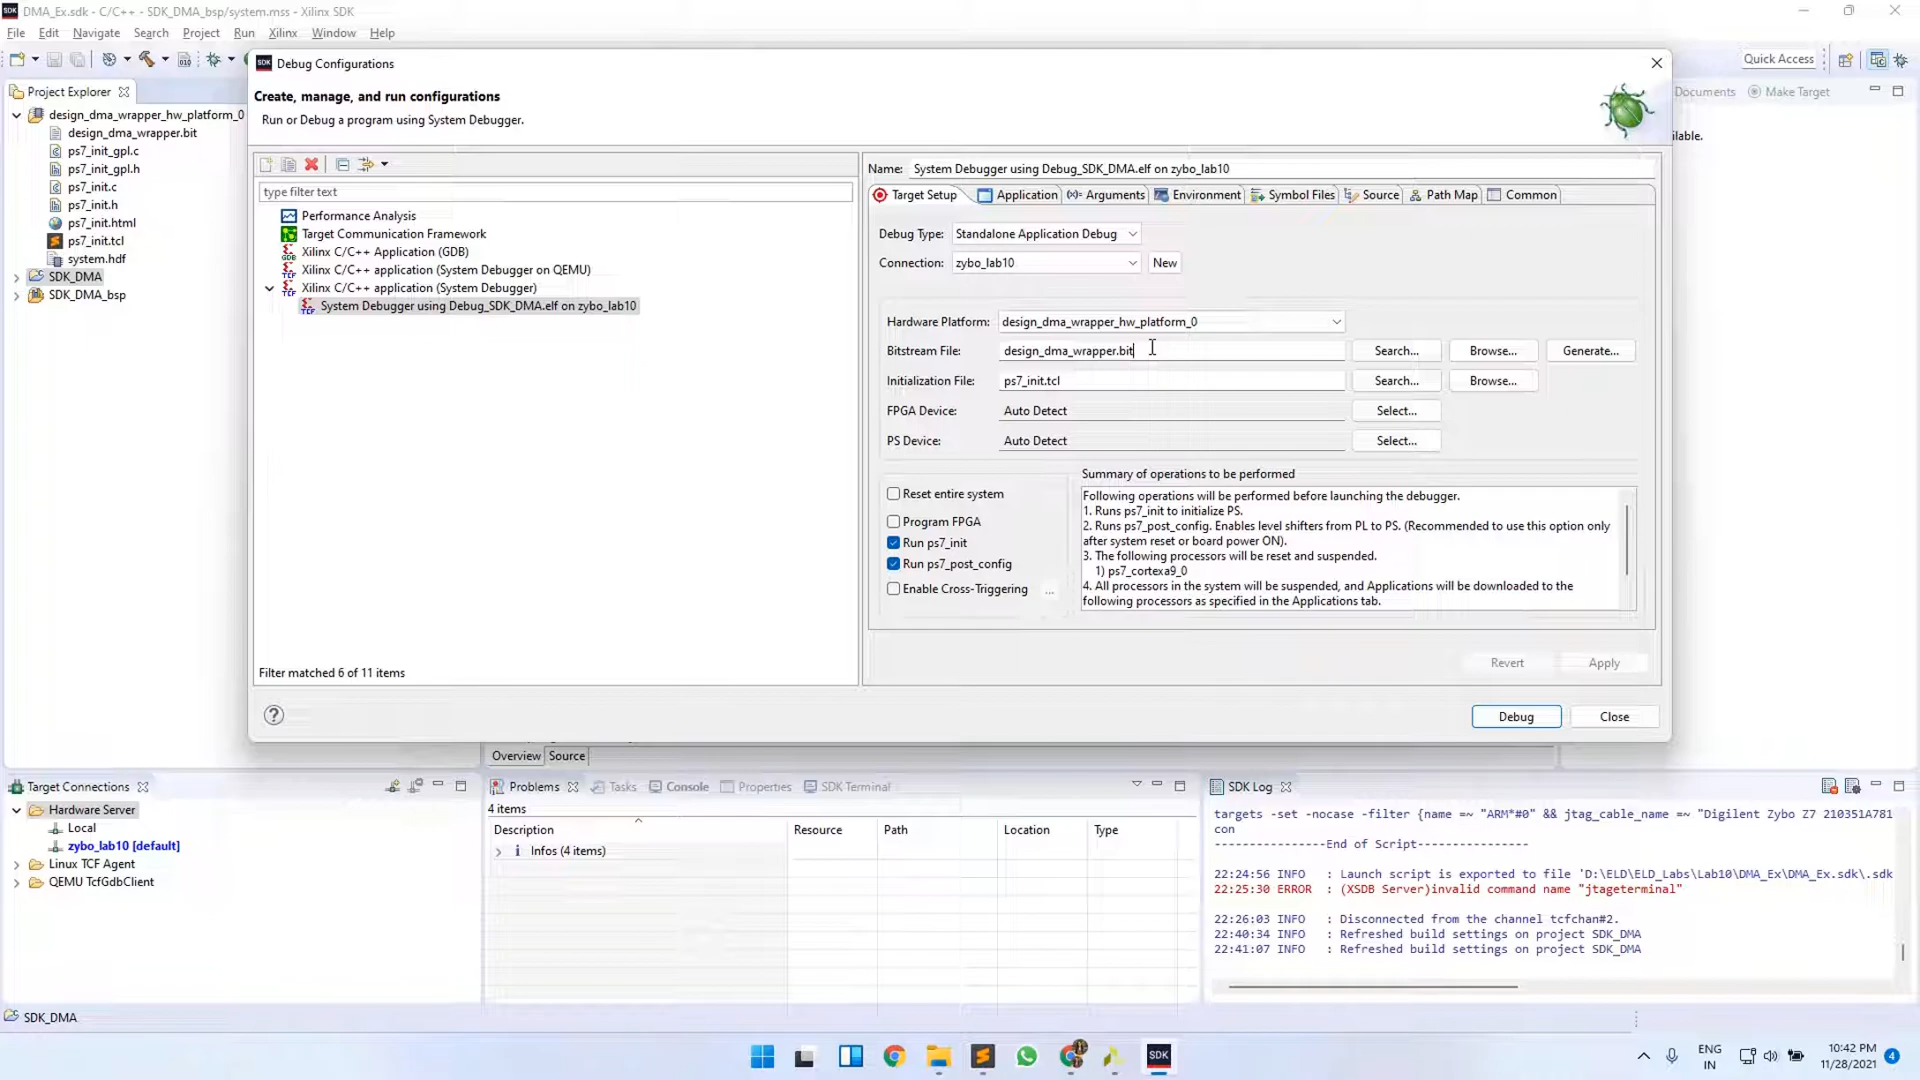 SDK DMA_Ex.sdk - C/C++ - SDK_DMA_bsp/system.mss - Xilinx SDK
File Edit Navigate Search Project Run Xilinx Window Help
Quick Access
Project Explorer
design_dma_wrapper_hw_platform_0
design_dma_wrapper.bit
ps7_init_gpl.c
ps7_init_gpl.h
ps7_init.c
ps7_init.h
ps7_init.html
ps7_init.tcl
system.hdf
SDK_DMA
SDK_DMA_bsp
Documents Make Target
ilable.
SDK Debug Configurations
Create, manage, and run configurations
Run or Debug a program using System Debugger.
type filter text
Performance Analysis
Target Communication Framework
Xilinx C/C++ Application (GDB)
Xilinx C/C++ application (System Debugger on QEMU)
Xilinx C/C++ application (System Debugger)
System Debugger using Debug_SDK_DMA.elf on zybo_lab10
Filter matched 6 of 11 items
Name: System Debugger using Debug_SDK_DMA.elf on zybo_lab10
Target Setup Application Arguments Environment Symbol Files Source Path Map Common
Debug Type: Standalone Application Debug
Connection: zybo_lab10 New
Hardware Platform: design_dma_wrapper_hw_platform_0
Bitstream File: design_dma_wrapper.bit Search... Browse... Generate...
Initialization File: ps7_init.tcl Search... Browse...
FPGA Device: Auto Detect Select...
PS Device: Auto Detect Select...
Reset entire system
Program FPGA
Run ps7_init
Run ps7_post_config
Enable Cross-Triggering ...
Summary of operations to be performed
Following operations will be performed before launching the debugger.
1. Runs ps7_init to initialize PS.
2. Runs ps7_post_config. Enables level shifters from PL to PS. (Recommended to use this option only
after system reset or board power ON).
3. The following processors will be reset and suspended.
1) ps7_cortexa9_0
4. All processors in the system will be suspended, and Applications will be downloaded to the
following processors as specified in the Applications tab.
Revert Apply
? Debug Close
Overview Source
Target Connections
Hardware Server
Local
zybo_lab10 [default]
Linux TCF Agent
QEMU TcfGdbClient
Problems Tasks Console Properties SDK Terminal
4 items
Description Resource Path Location Type
Infos (4 items)
SDK Log
targets -set -nocase -filter {name =~ "ARM*#0" && jtag_cable_name =~ "Digilent Zybo Z7 210351A781
con
----------------End of Script----------------
22:24:56 INFO : Launch script is exported to file 'D:\ELD\ELD_Labs\Lab10\DMA_Ex\DMA_Ex.sdk\.sdk
22:25:30 ERROR : (XSDB Server)invalid command name "jtageterminal"
22:26:03 INFO : Disconnected from the channel tcfchan#2.
22:40:34 INFO : Refreshed build settings on project SDK_DMA
22:41:07 INFO : Refreshed build settings on project SDK_DMA
SDK_DMA
SDK
ENG
IN
10:42 PM
11/28/2021
4